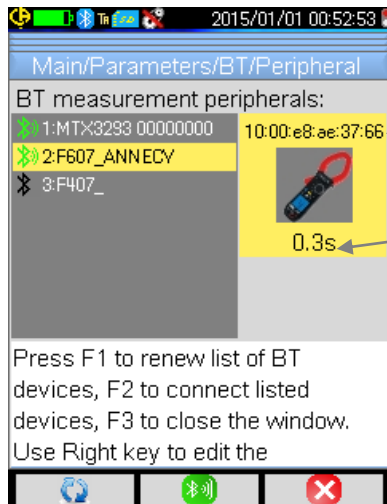 TR 2015/01/01 00:52:53
Main/Parameters/BT/Peripheral
BT measurement peripherals:
1:MTX3293 00000000
2:F607_ANNECY
3:F407_
10:00:e8:ae:37:66
0.3s
Press F1 to renew list of BT
devices, F2 to connect listed
devices, F3 to close the window.
Use Right key to edit the